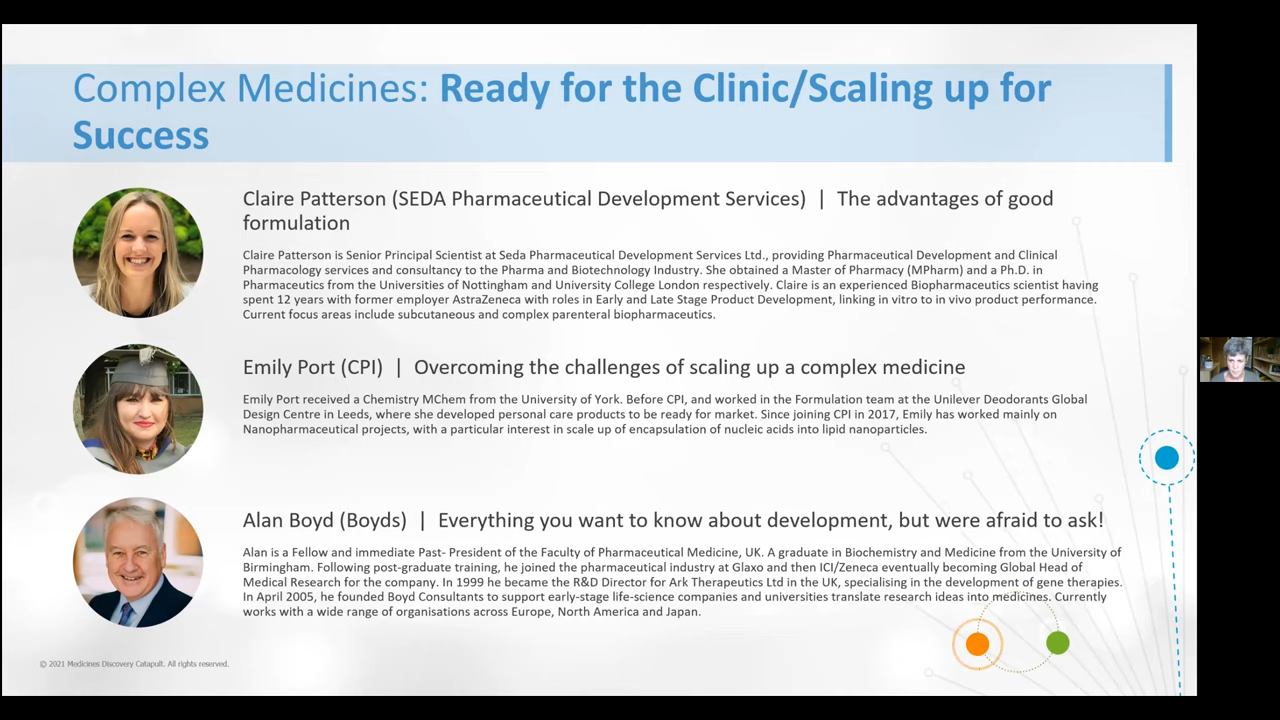 Complex Medicines: Ready for the Clinic/Scaling up for
Success
Claire Patterson (SEDA Pharmaceutical Development Services) | The advantages of good
formulation
Claire Patterson is Senior Principal Scientist at Seda Pharmaceutical Development Services Ltd., providing Pharmaceutical Development and Clinical
Pharmacology services and consultancy to the Pharma and Biotechnology Industry. She obtained a Master of Pharmacy (MPharm) and a Ph.D. in
Pharmaceutics from the Universities of Nottingham and University College London respectively. Claire is an experienced Biopharmaceutics scientist having
spent 12 years with former employer AstraZeneca with roles in Early and Late Stage Product Development, linking in vitro to in vivo product performance.
Current focus areas include subcutaneous and complex parenteral biopharmaceutics.
Emily Port (CPI) | Overcoming the challenges of scaling up a complex medicine
Emily Port received a Chemistry MChem from the University of York. Before CPI, and worked in the Formulation team at the Unilever Deodorants Global
Design Centre in Leeds, where she developed personal care products to be ready for market. Since joining CPI in 2017, Emily has worked mainly on
Nanopharmaceutical projects, with a particular interest in scale up of encapsulation of nucleic acids into lipid nanoparticles.
Alan Boyd (Boyds) | Everything you want to know about development, but were afraid to ask!
Alan is a Fellow and immediate Past- President of the Faculty of Pharmaceutical Medicine, UK. A graduate in Biochemistry and Medicine from the University of
Birmingham. Following post-graduate training, he joined the pharmaceutical industry at Glaxo and then ICI/Zeneca eventually becoming Global Head of
Medical Research for the company. In 1999 he became the R&D Director for Ark Therapeutics Ltd in the UK, specialising in the development of gene therapies.
In April 2005, he founded Boyd Consultants to support early-stage life-science companies and universities translate research ideas into medicines. Currently
works with a wide range of organisations across Europe, North America and Japan.
© 2021 Medicines Discovery Catapult. All rights reserved.